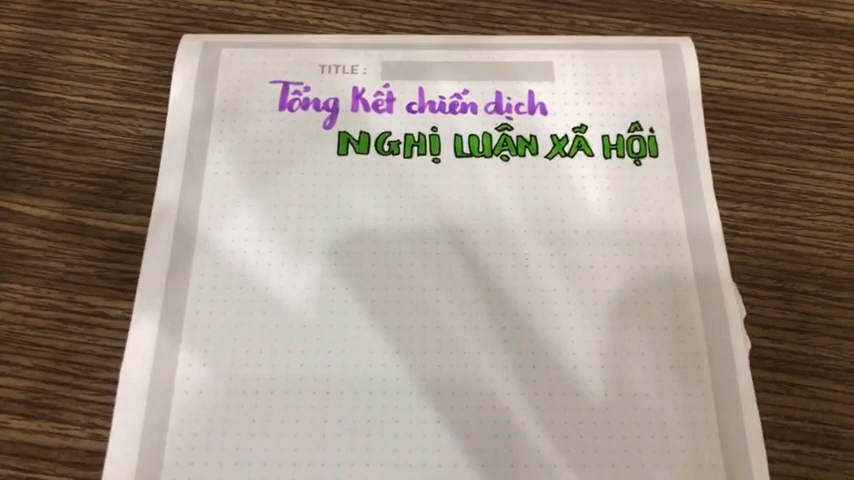 TITLE :
Tổng kết chiến dịch
NGHỊ LUẬN XÃ HỘI